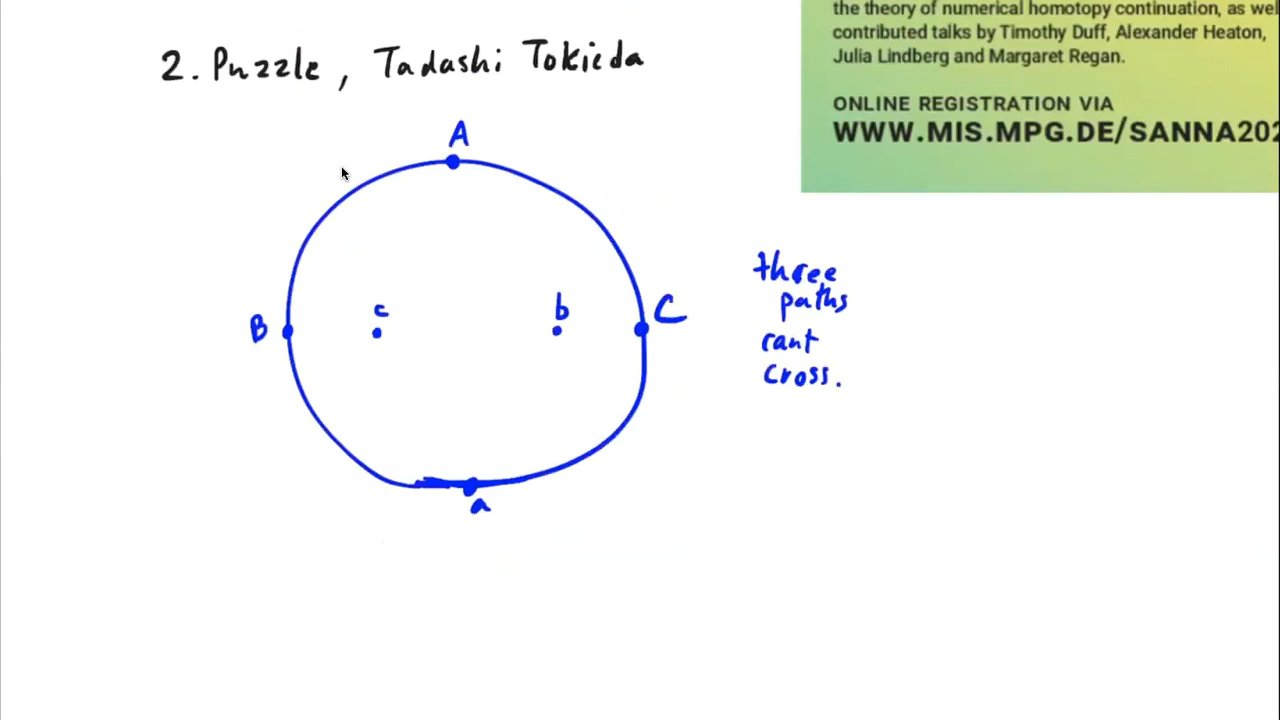 the theory of numerical homotopy continuation, as wel
contributed talks by Timothy Duff, Alexander Heaton,
Julia Lindberg and Margaret Regan.
ONLINE REGISTRATION VIA
WWW.MIS.MPG.DE/SANNA202
2. Puzzle, Tadashi Tokieda
A
B
c
b
C
a
three
paths
cant
cross.